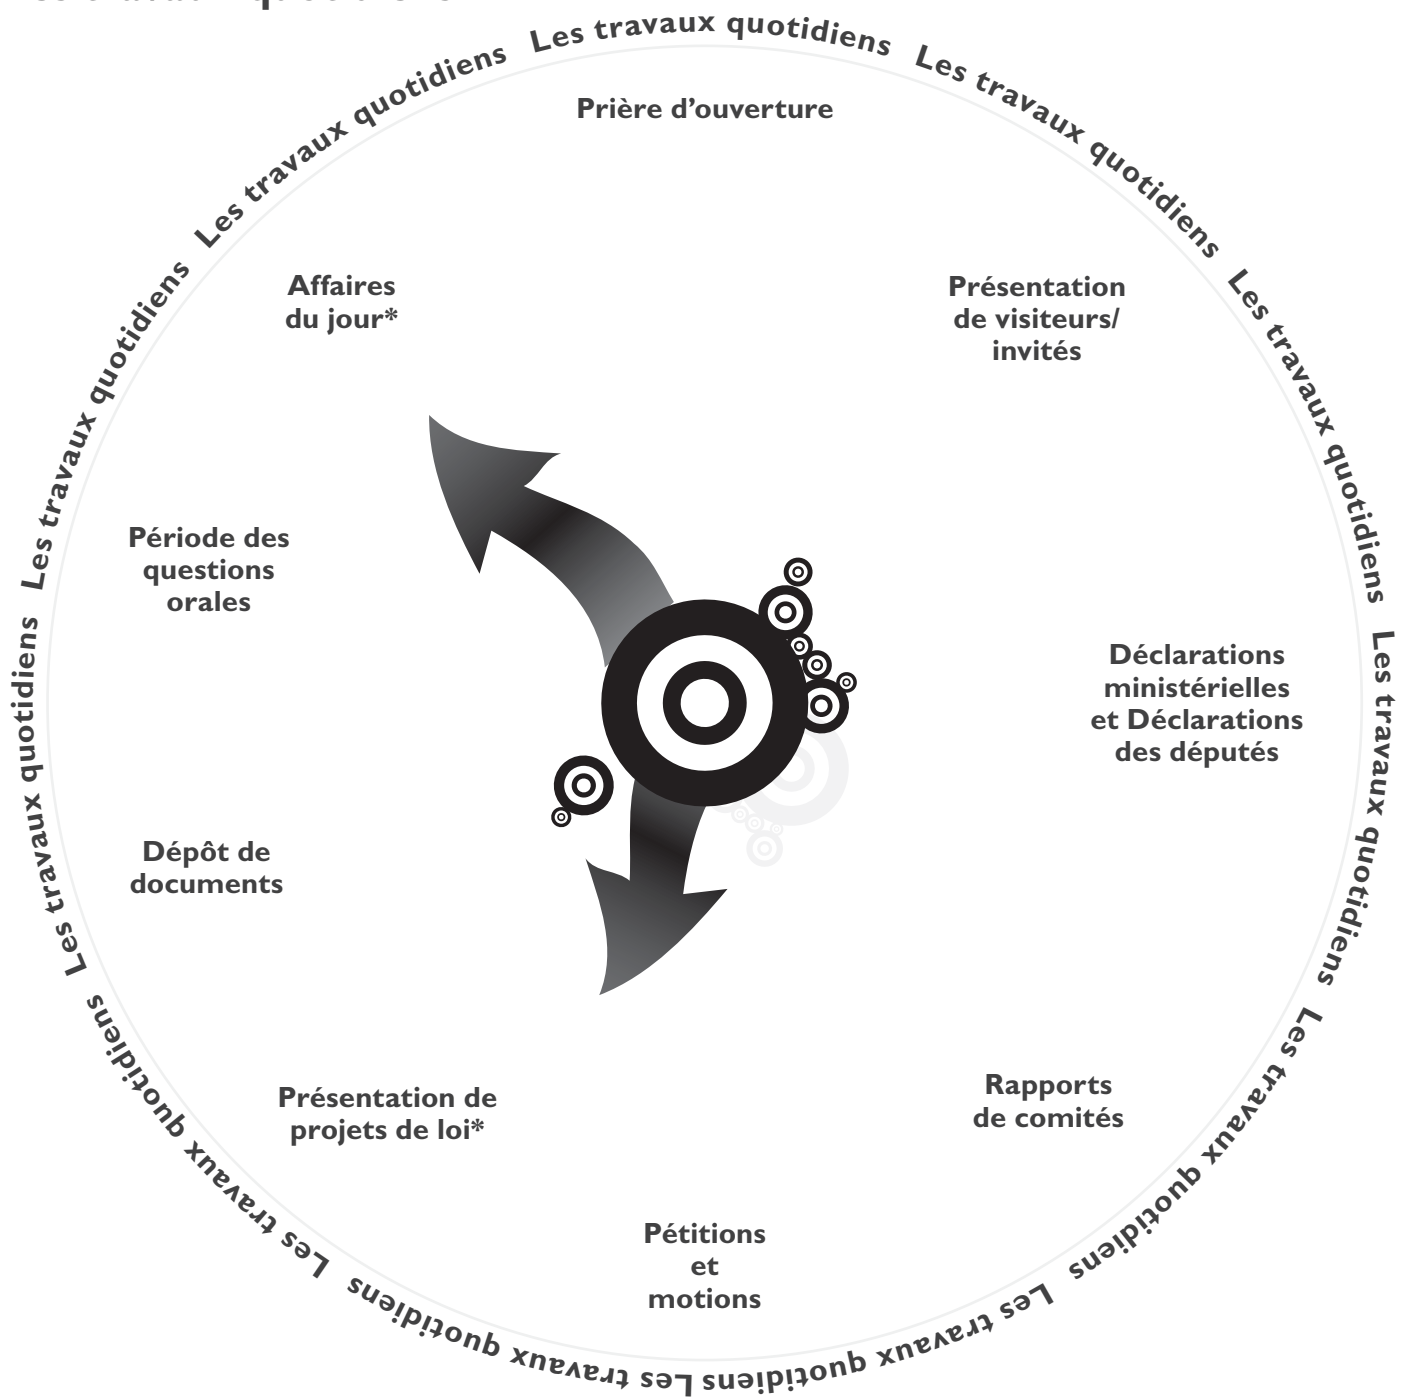 Les travaux quotidiens
Les travaux quotidiens
Les travaux quotidiens
Les travaux quotidiens
Les travaux quotidiens
Les travaux quotidiens
Les travaux quotidiens
Les travaux quotidiens
Les travaux quotidiens
Les travaux quotidiens
Les travaux quotidiens
Prière d’ouverture
Présentation
de visiteurs/
invités
Déclarations
ministérielles
et Déclarations
des députés
Rapports
de comités
Pétitions
et
motions
Présentation de
projets de loi*
Dépôt de
documents
Période des
questions
orales
Affaires
du jour*